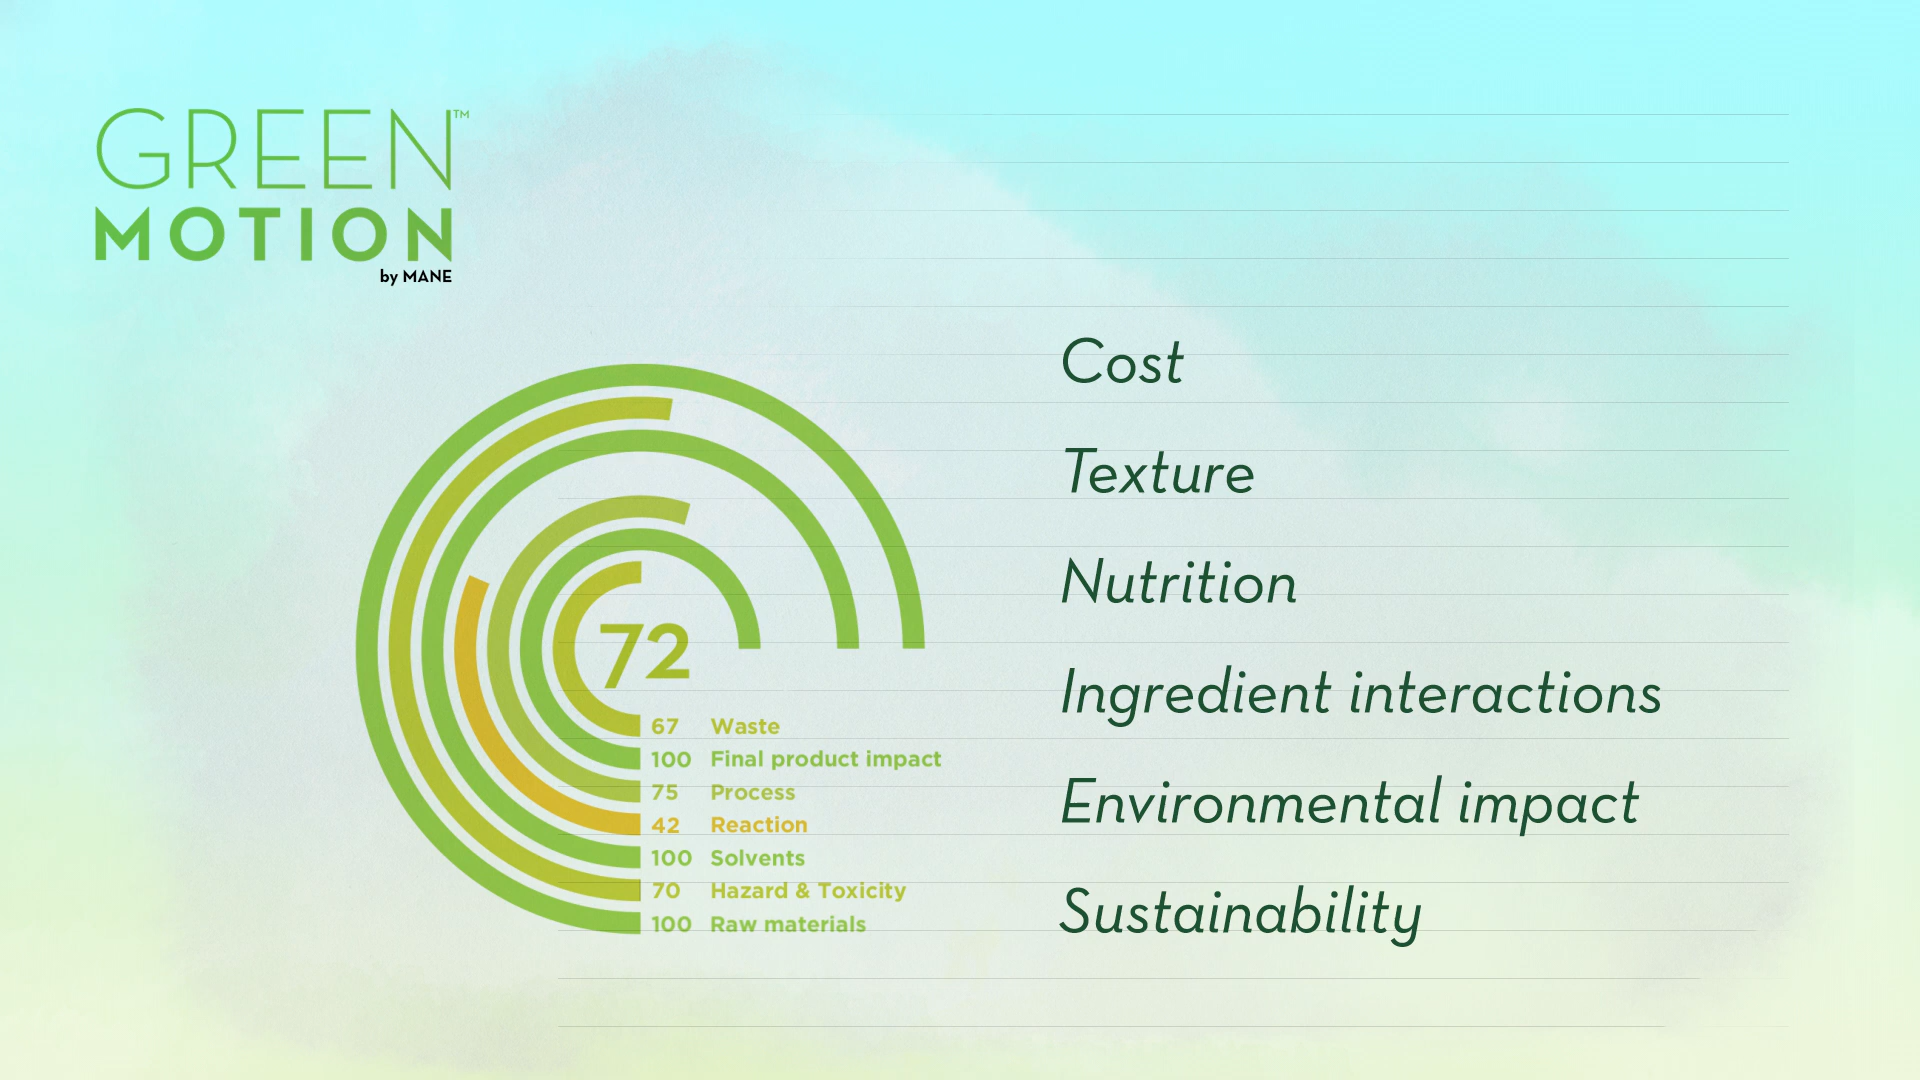 GREEN™
MOTION
by MANE
72
67 Waste
100 Final product impact
75 Process
42 Reaction
100 Solvents
70 Hazard & Toxicity
100 Raw materials
Cost
Texture
Nutrition
Ingredient interactions
Environmental impact
Sustainability